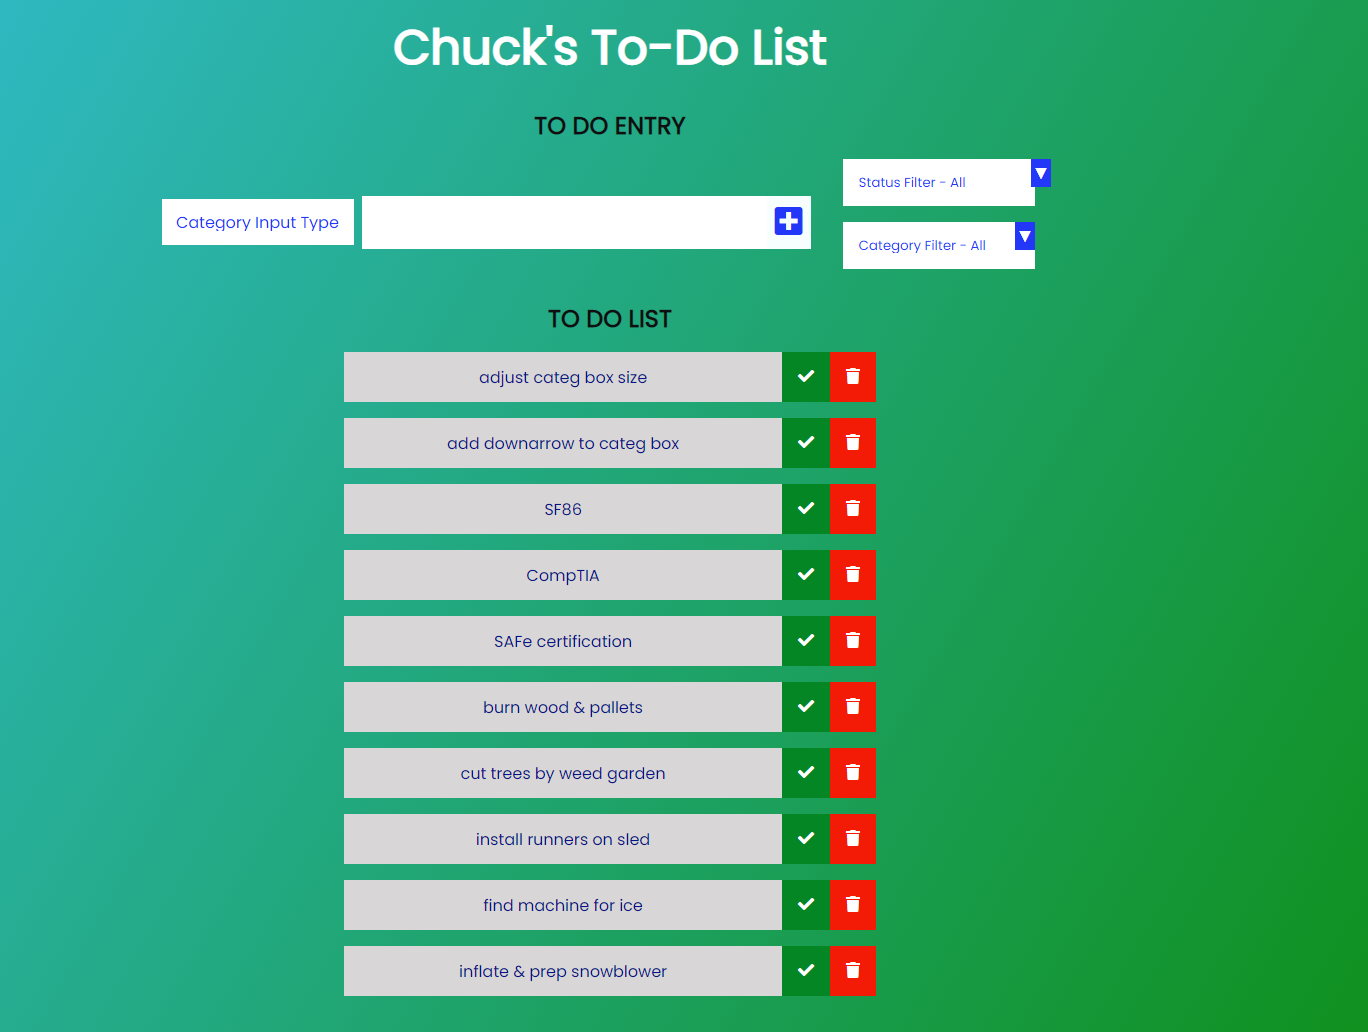 Chuck's To-Do List
TO DO ENTRY
Category Input Type
Status Filter - All
Category Filter - All
TO DO LIST
adjust categ box size
add downarrow to categ box
SF86
CompTIA
SAFe certification
burn wood & pallets
cut trees by weed garden
install runners on sled
find machine for ice
inflate & prep snowblower